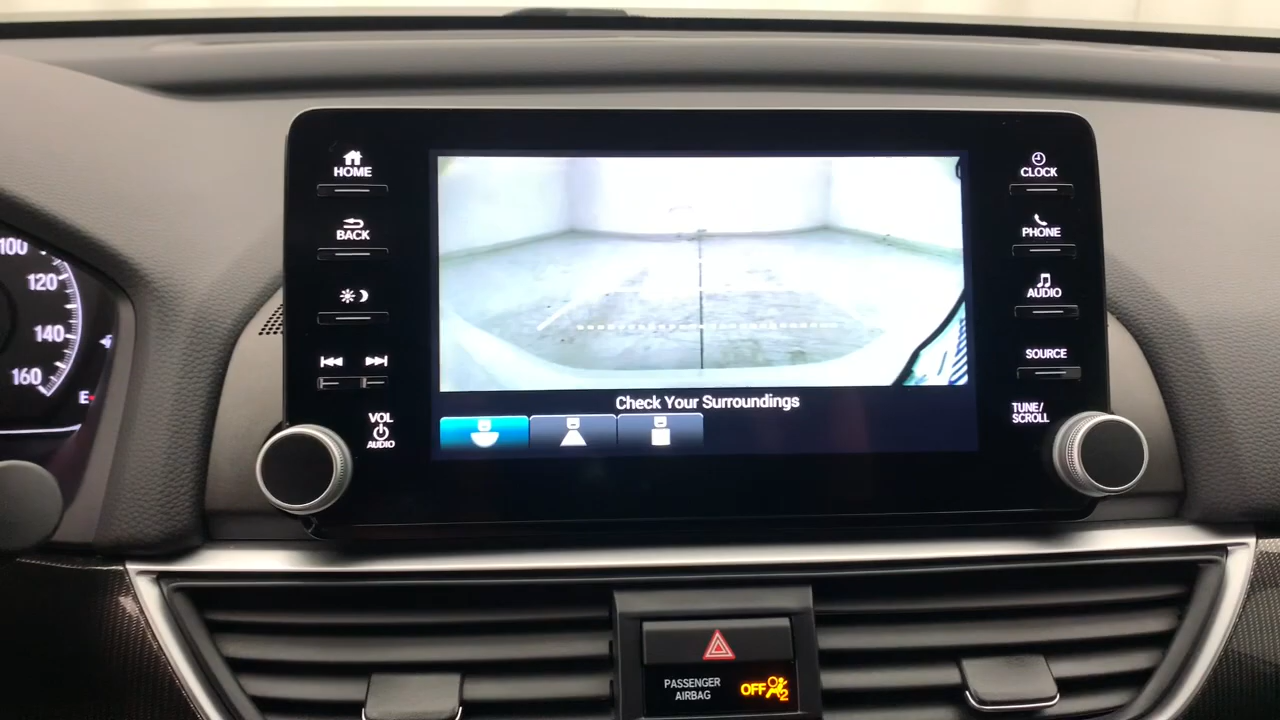 HOME
BACK
VOL
AUDIO
CLOCK
PHONE
AUDIO
SOURCE
TUNE/
SCROLL
Check Your Surroundings
100
120
140
160
E
PASSENGER
AIRBAG
OFF
2